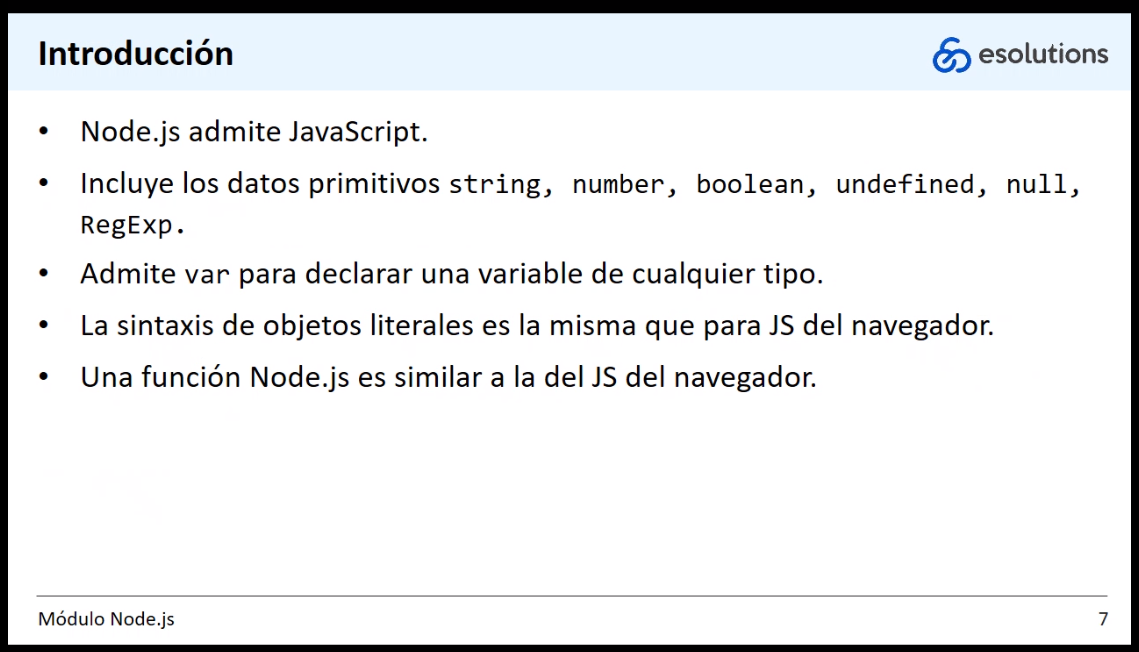 Introducción
esolutions
• Node.js admite JavaScript.
• Incluye los datos primitivos string, number, boolean, undefined, null,
RegExp.
• Admite var para declarar una variable de cualquier tipo.
• La sintaxis de objetos literales es la misma que para JS del navegador.
• Una función Node.js es similar a la del JS del navegador.
Módulo Node.js
7